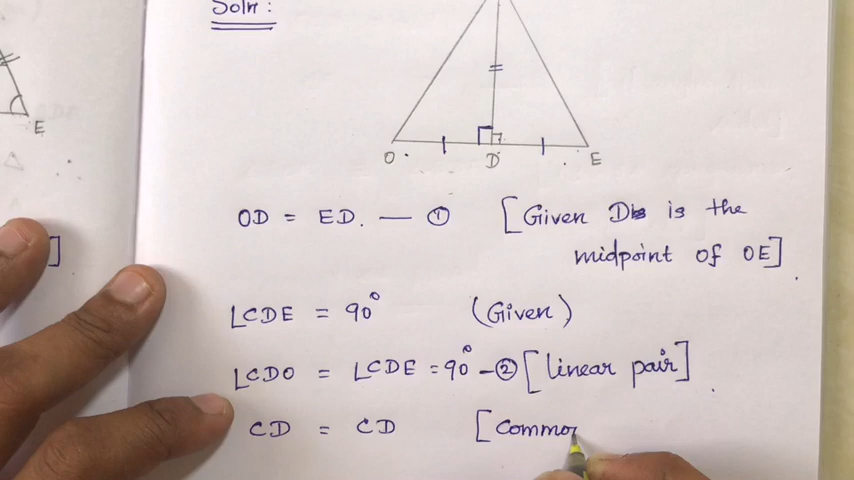 Soln :
E
O
D
E
OD = ED. — ① [Given D is the
midpoint of OE]
]
∟CDE = 90° (Given)
∟CDO = ∟CDE = 90° - ② [linear pair]
CD = CD [Commo